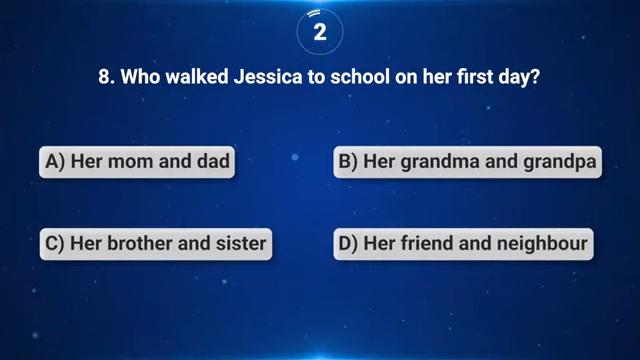 2
8. Who walked Jessica to school on her first day?
A) Her mom and dad
B) Her grandma and grandpa
C) Her brother and sister
D) Her friend and neighbour